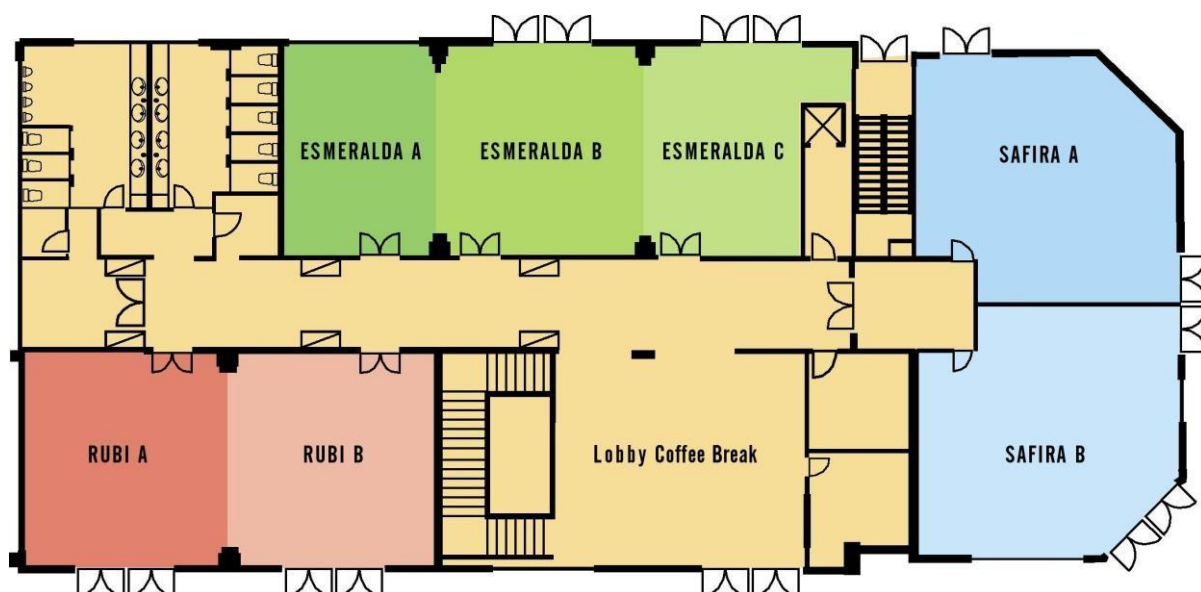 ESMERALDA A
ESMERALDA B
ESMERALDA C
SAFIRA A
RUBI A
RUBI B
Lobby Coffee Break
SAFIRA B